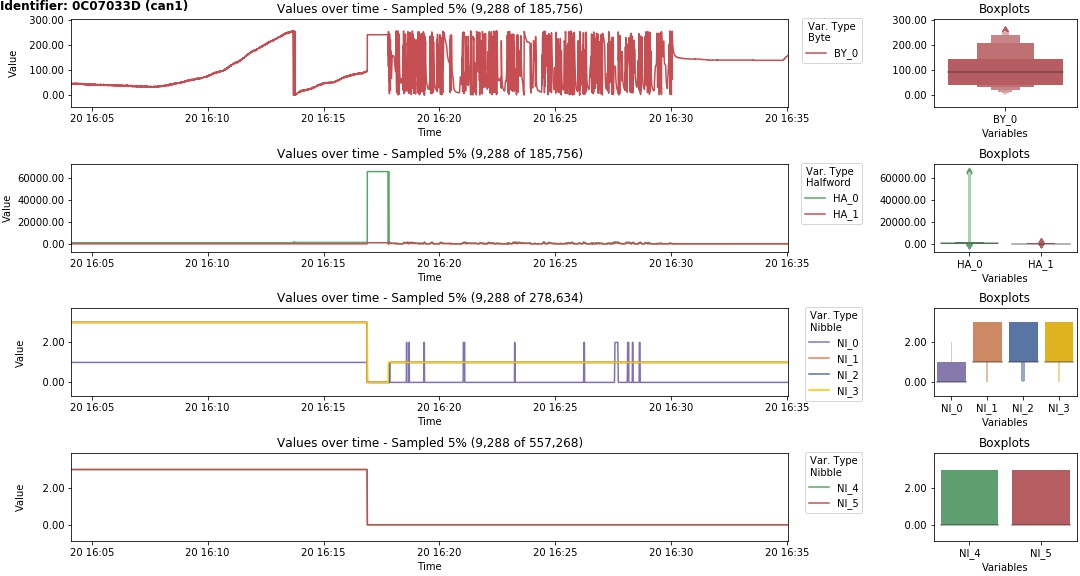 Identifier: 0C07033D (can1)
Values over time - Sampled 5% (9,288 of 185,756)
Boxplots
300.00
200.00
100.00
0.00
Value
20 16:05
20 16:10
20 16:15
20 16:20
20 16:25
20 16:30
20 16:35
Time
Var. Type
Byte
BY_0
300.00
200.00
100.00
0.00
BY_0
Variables
Values over time - Sampled 5% (9,288 of 185,756)
Boxplots
60000.00
40000.00
20000.00
0.00
Value
20 16:05
20 16:10
20 16:15
20 16:20
20 16:25
20 16:30
20 16:35
Time
Var. Type
Halfword
HA_0
HA_1
60000.00
40000.00
20000.00
0.00
HA_0
HA_1
Variables
Values over time - Sampled 5% (9,288 of 278,634)
Boxplots
2.00
0.00
Value
20 16:05
20 16:10
20 16:15
20 16:20
20 16:25
20 16:30
20 16:35
Time
Var. Type
Nibble
NI_0
NI_1
NI_2
NI_3
2.00
0.00
NI_0
NI_1
NI_2
NI_3
Variables
Values over time - Sampled 5% (9,288 of 557,268)
Boxplots
2.00
0.00
Value
20 16:05
20 16:10
20 16:15
20 16:20
20 16:25
20 16:30
20 16:35
Time
Var. Type
Nibble
NI_4
NI_5
2.00
0.00
NI_4
NI_5
Variables